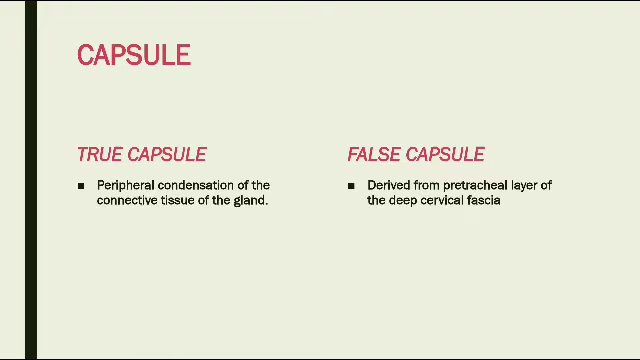 CAPSULE
TRUE CAPSULE
■ Peripheral condensation of the
connective tissue of the gland.
FALSE CAPSULE
■ Derived from pretracheal layer of
the deep cervical fascia